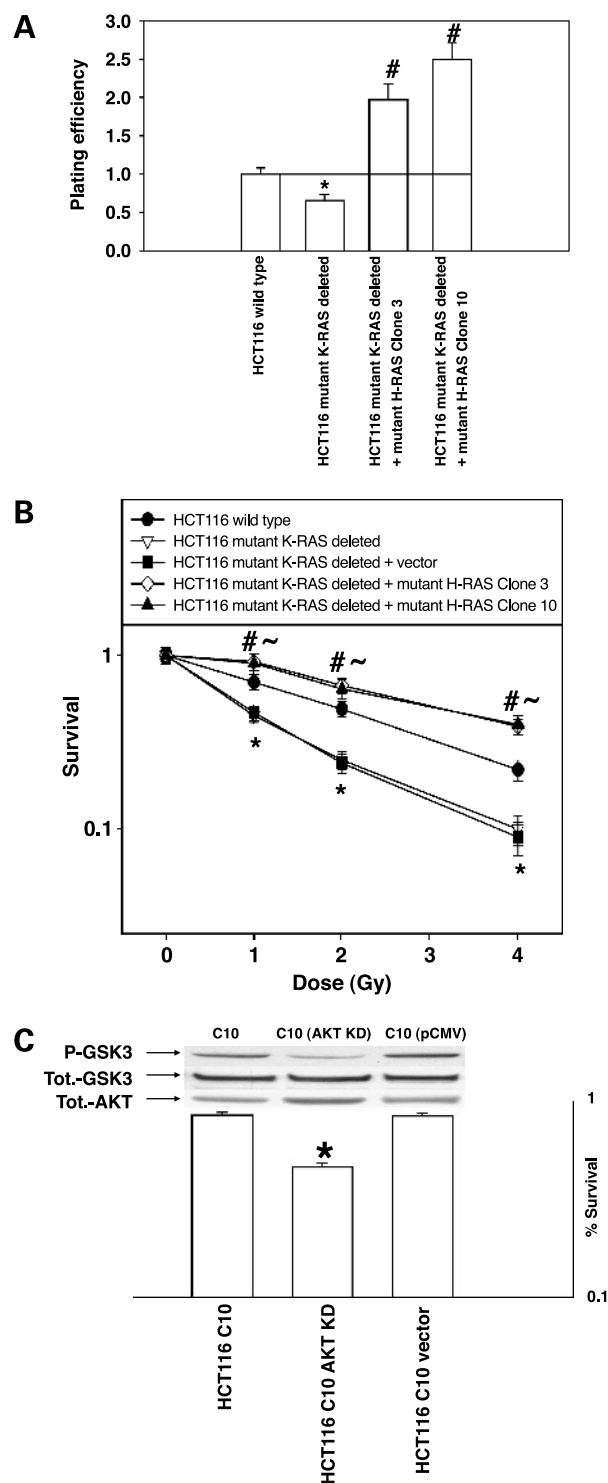 A
Plating efficiency
3.0
2.5
2.0
1.5
1.0
0.5
0.0
*
#
#
HCT116 wild type
HCT116 mutant K-RAS deleted
HCT116 mutant K-RAS deleted
+ mutant H-RAS Clone 3
HCT116 mutant K-RAS deleted
+ mutant H-RAS Clone 10
B
HCT116 wild type
HCT116 mutant K-RAS deleted
HCT116 mutant K-RAS deleted + vector
HCT116 mutant K-RAS deleted + mutant H-RAS Clone 3
HCT116 mutant K-RAS deleted + mutant H-RAS Clone 10
Survival
1
0.1
# ~
# ~
# ~
*
*
*
0 1 2 3 4
Dose (Gy)
C
C10 C10 (AKT KD) C10 (pCMV)
P-GSK3
Tot.-GSK3
Tot.-AKT
*
1
% Survival
0.1
HCT116 C10
HCT116 C10 AKT KD
HCT116 C10 vector